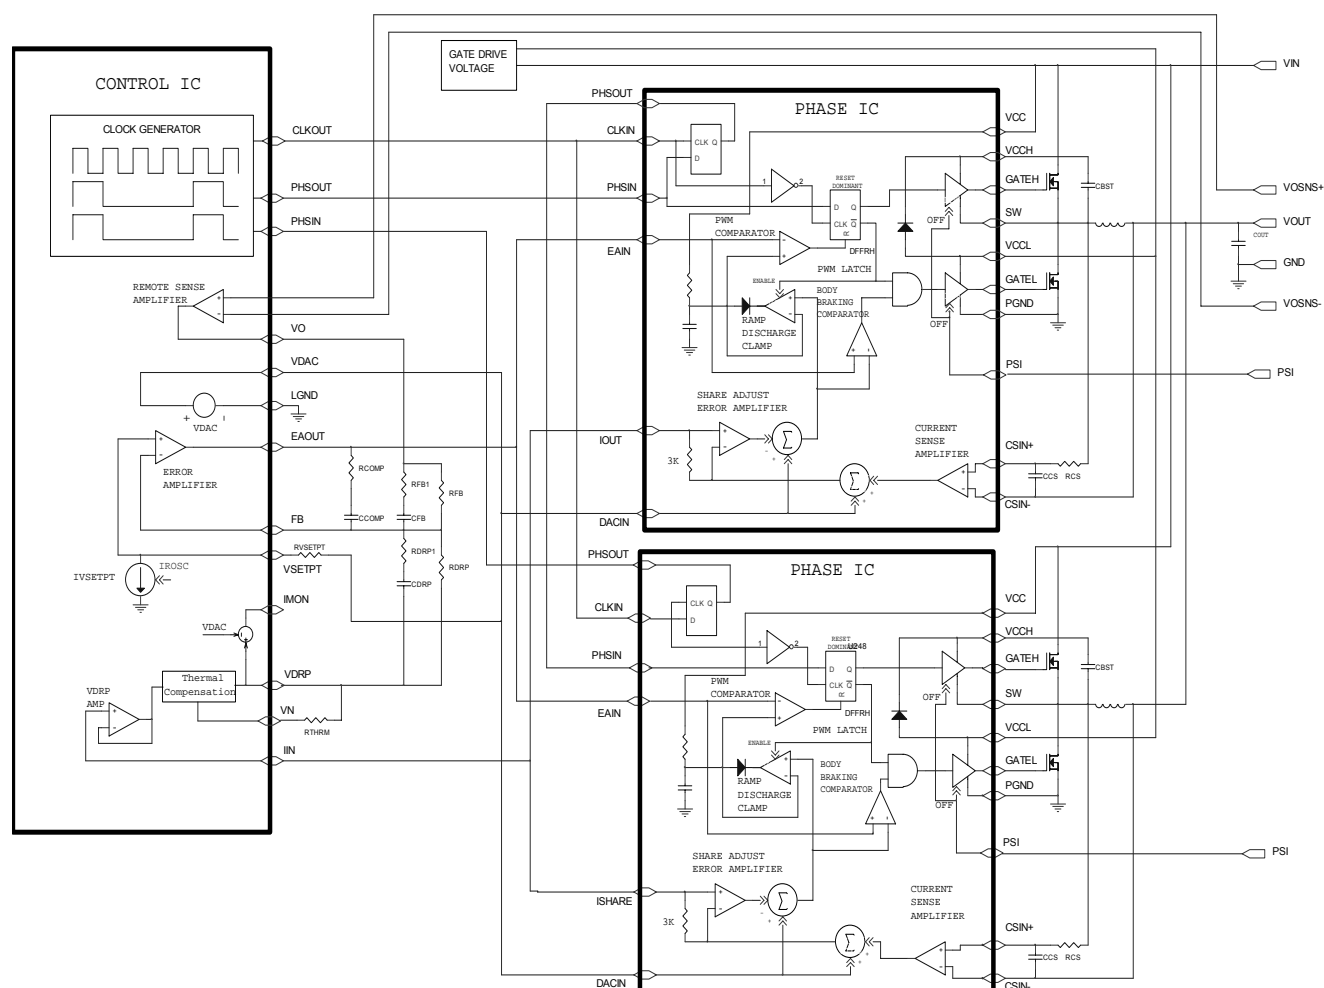 CONTROL IC
CLOCK GENERATOR
CLKOUT
PHSOUT
PHSIN
REMOTE SENSE
AMPLIFIER
+
-
VO
VDAC
LGND
+
-
VDAC
EAOUT
+
-
ERROR
AMPLIFIER
RCOMP
RFB1
RFB
CCOMP
CFB
FB
RVSETPT
RDRP1
RDRP
VSETPT
CDRP
IROSC
IVSETPT
IMON
VDAC
Thermal
Compensation
VDRP
VDRP
AMP
+
-
VN
RTHRM
IIN
GATE DRIVE
VOLTAGE
VIN
VOSNS+
VOUT
COUT
GND
VOSNS-
PSI
PSI
PHASE IC
PHSOUT
CLKIN
CLK Q
D
PHSIN
1
2
RESET
DOMINANT
D
Q
CLK Q
R
DFFRH
PWM
COMPARATOR
-
+
EAIN
PWM LATCH
ENABLE
+
-
BODY
BRAKING
COMPARATOR
RAMP
DISCHARGE
CLAMP
+
-
OFF
OFF
VCC
VCCH
GATEH
CBST
SW
VCCL
GATEL
PGND
PSI
SHARE ADJUST
ERROR AMPLIFIER
CURRENT
SENSE
AMPLIFIER
IOUT
3K
+
-
Σ
-
+
Σ
+
+
+
-
CSIN+
CCS
RCS
CSIN-
DACIN
PHASE IC
PHSOUT
CLKIN
CLK Q
D
PHSIN
1
2
RESET
DOMINANT
U248
D
Q
CLK Q
R
DFFRH
PWM
COMPARATOR
-
+
EAIN
PWM LATCH
ENABLE
+
-
BODY
BRAKING
COMPARATOR
RAMP
DISCHARGE
CLAMP
+
-
OFF
OFF
VCC
VCCH
GATEH
CBST
SW
VCCL
GATEL
PGND
PSI
SHARE ADJUST
ERROR AMPLIFIER
CURRENT
SENSE
AMPLIFIER
ISHARE
3K
+
-
Σ
-
+
Σ
+
+
+
-
CSIN+
CCS
RCS
CSIN-
DACIN